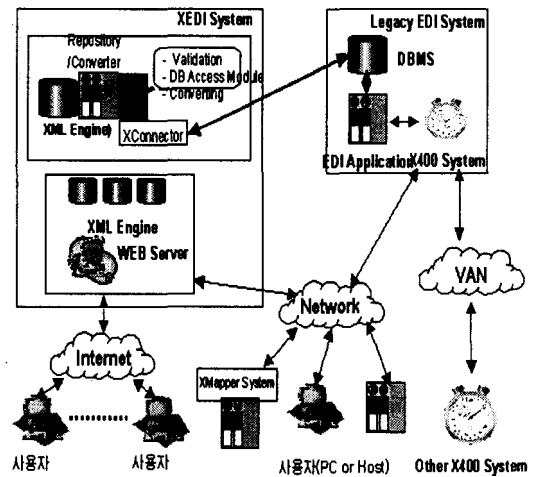 XEDI System
Repository
/Converter
- Validation
- DB Access Module
- Converting
XML Engine)
XConnector
XML Engine
WEB Server
Legacy EDI System
DBMS
EDI Application
X400 System
Internet
Network
VAN
XMapper System
사용자
사용자
사용자(PC or Host)
Other X400 System